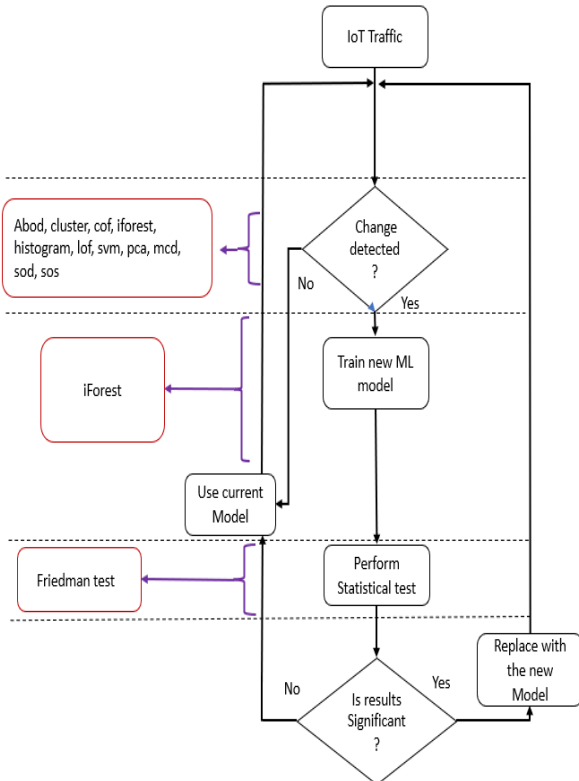 IoT Traffic
Abod, cluster, cof, iforest,
histogram, lof, svm, pca, mcd,
sod, sos
Change
detected
?
No
Yes
Train new ML
model
iForest
Use current
Model
Friedman test
Perform
Statistical test
Replace with
the new
Model
No
Yes
Is results
Significant
?